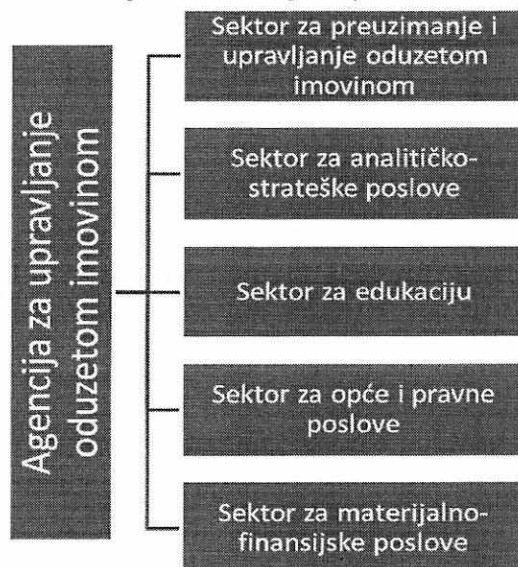 Agencija za upravljanje
oduzetom imovinom
Sektor za preuzimanje i
upravljanje oduzetom
imovinom
Sektor za analitičko-
strateške poslove
Sektor za edukaciju
Sektor za opće i pravne
poslove
Sektor za materijalno-
finansijske poslove